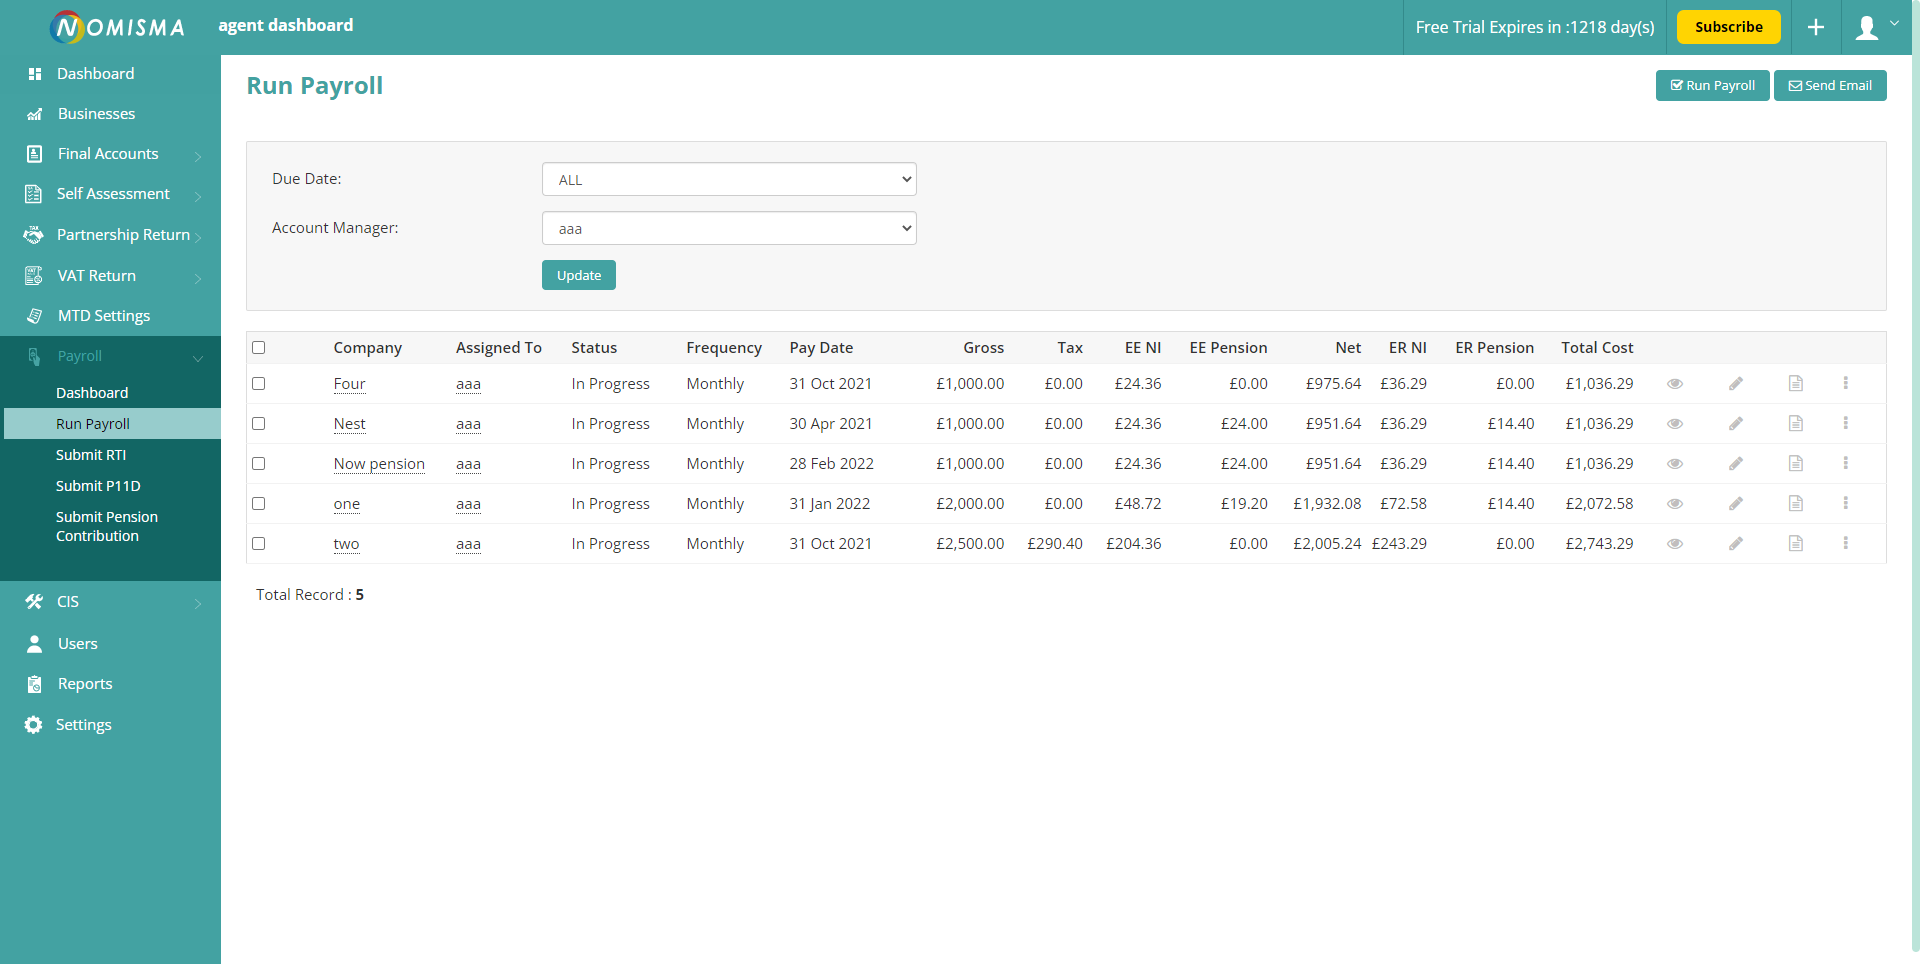 NOMISMA agent dashboard Free Trial Expires in :1218 day(s) Subscribe
Dashboard
Businesses
Final Accounts
Self Assessment
Partnership Return
VAT Return
MTD Settings
Payroll
Dashboard
Run Payroll
Submit RTI
Submit P11D
Submit Pension
Contribution
CIS
Users
Reports
Settings
Run Payroll Run Payroll Send Email
Due Date: ALL
Account Manager: aaa
Update
Company Assigned To Status Frequency Pay Date Gross Tax EE NI EE Pension Net ER NI ER Pension Total Cost
Four aaa In Progress Monthly 31 Oct 2021 £1,000.00 £0.00 £24.36 £0.00 £975.64 £36.29 £0.00 £1,036.29
Nest aaa In Progress Monthly 30 Apr 2021 £1,000.00 £0.00 £24.36 £24.00 £951.64 £36.29 £14.40 £1,036.29
Now pension aaa In Progress Monthly 28 Feb 2022 £1,000.00 £0.00 £24.36 £24.00 £951.64 £36.29 £14.40 £1,036.29
one aaa In Progress Monthly 31 Jan 2022 £2,000.00 £0.00 £48.72 £19.20 £1,932.08 £72.58 £14.40 £2,072.58
two aaa In Progress Monthly 31 Oct 2021 £2,500.00 £290.40 £204.36 £0.00 £2,005.24 £243.29 £0.00 £2,743.29
Total Record : 5